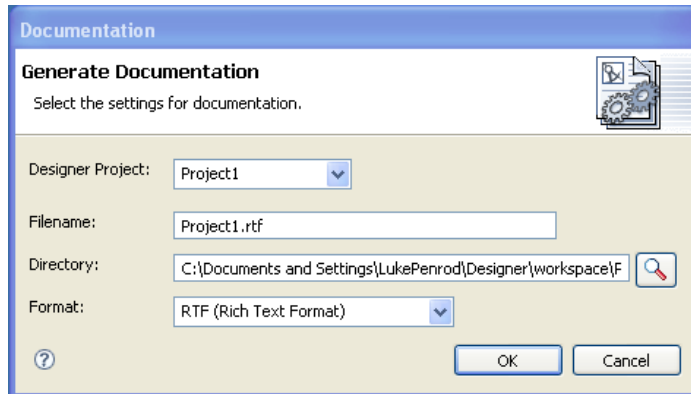 Documentation
Generate Documentation
Select the settings for documentation.
Designer Project: Project1
Filename: Project1.rtf
Directory: C:\Documents and Settings\LukePenrod\Designer\workspace\F
Format: RTF (Rich Text Format)
? OK Cancel